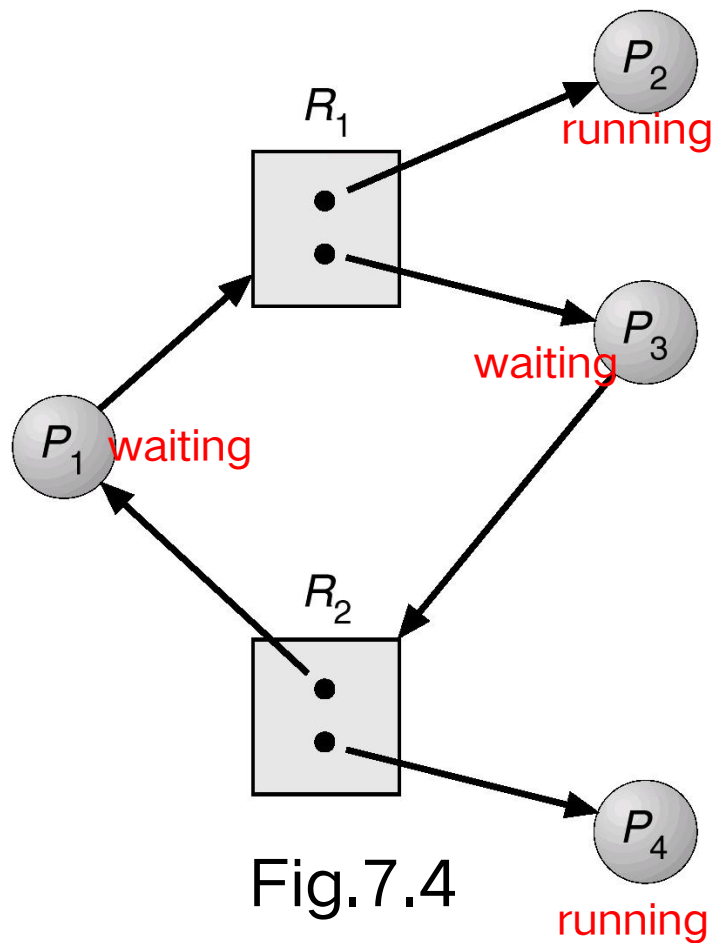 P2
running
R1
P3
waiting
P1 waiting
R2
P4
Fig.7.4
running